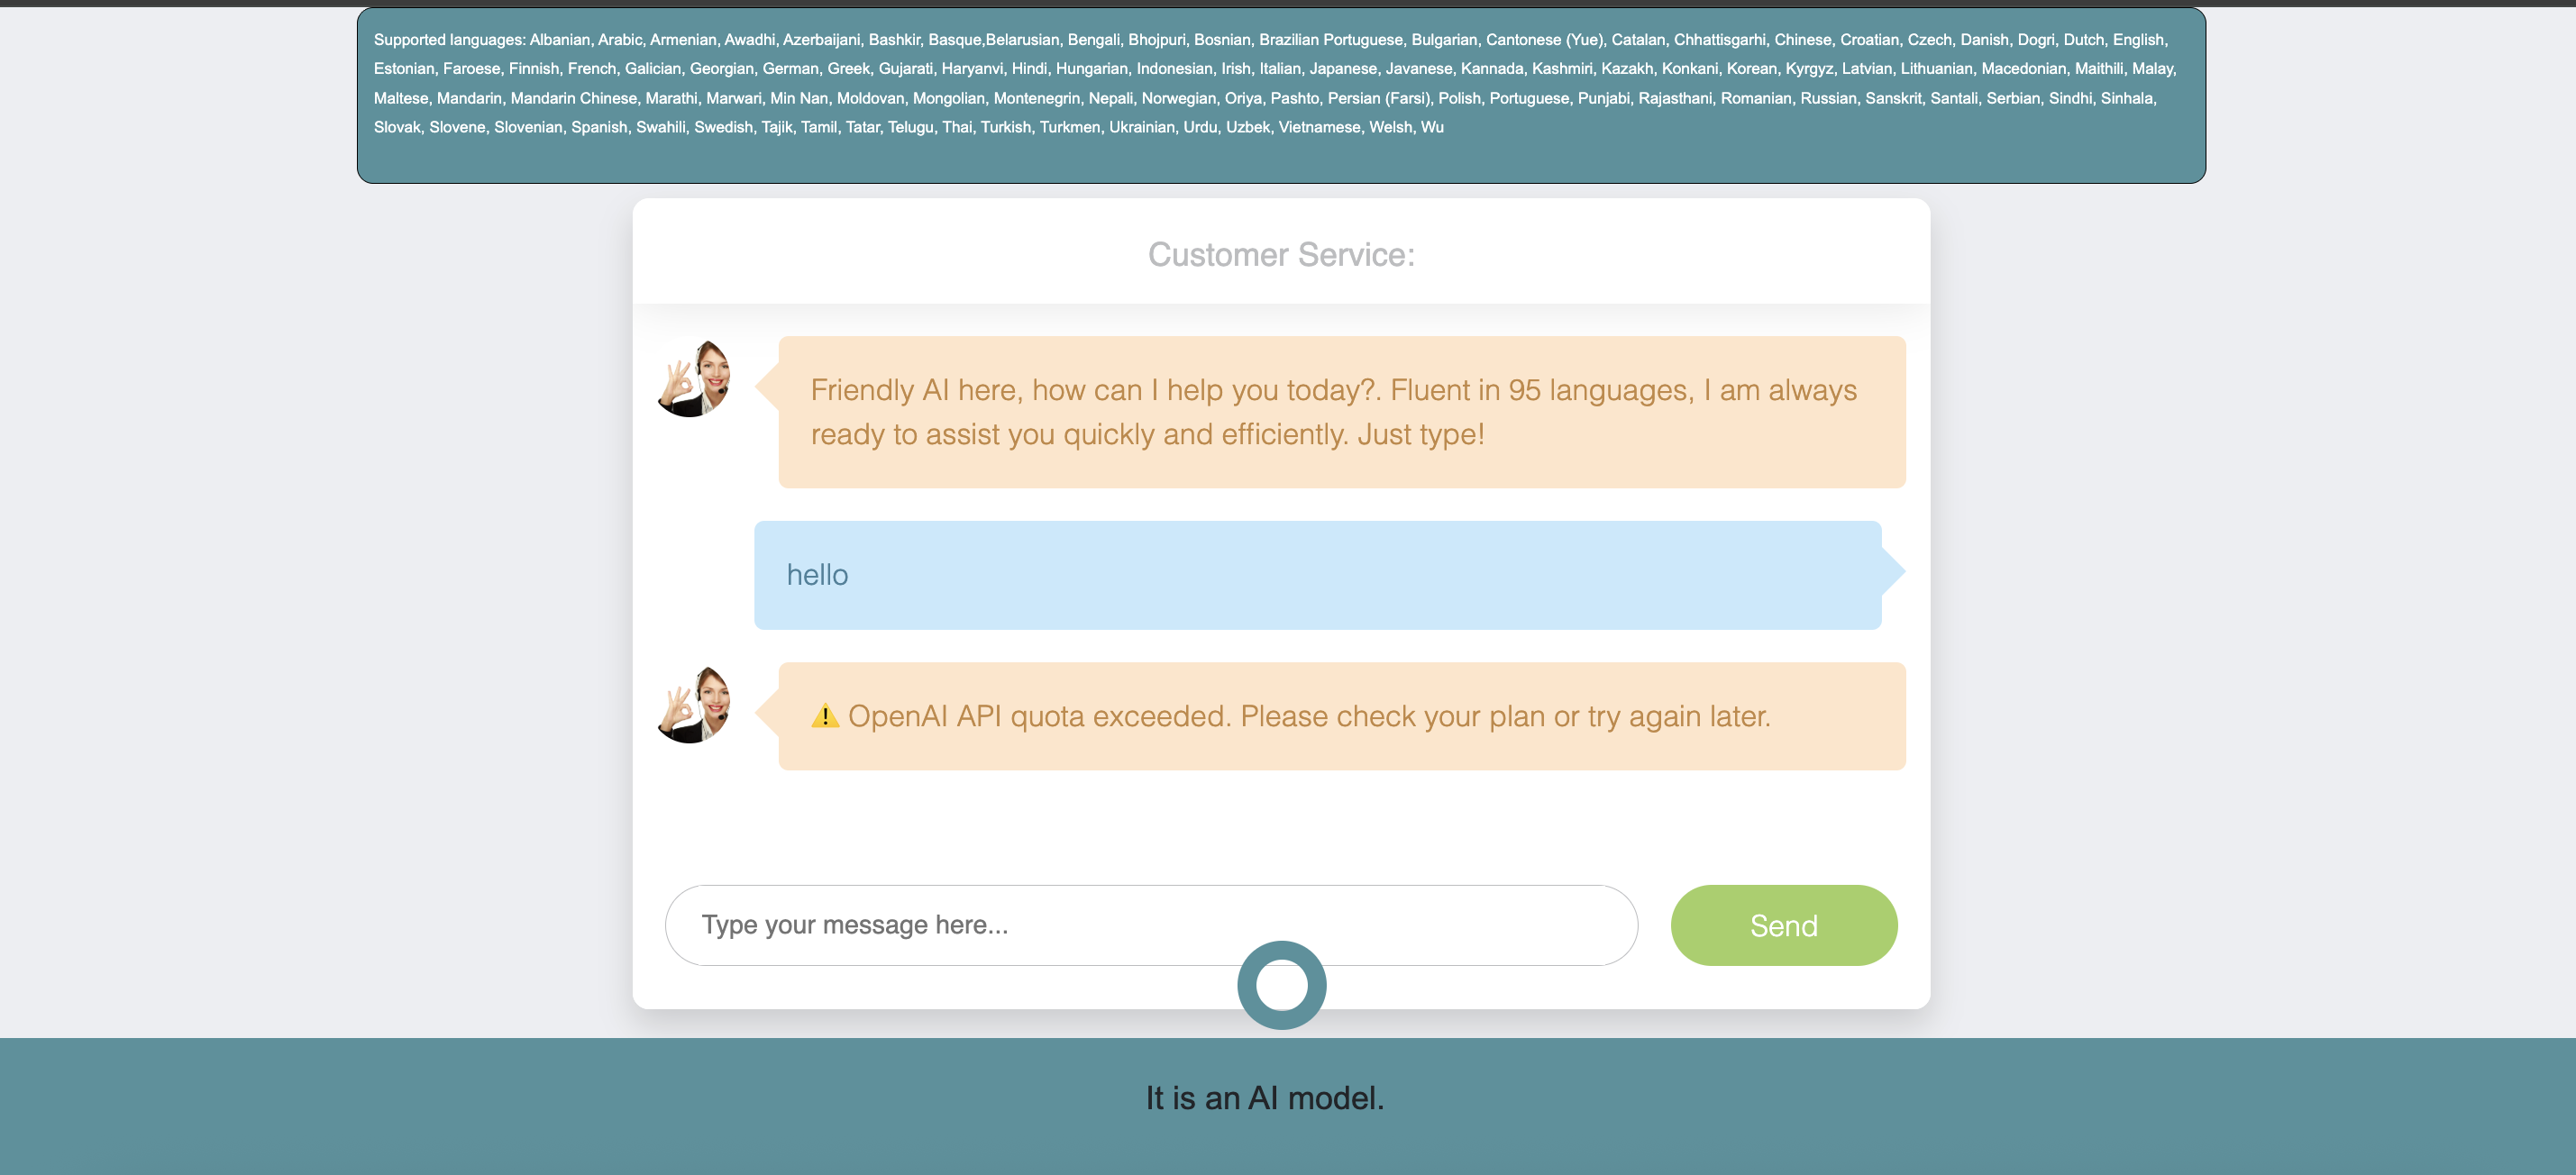 Supported languages: Albanian, Arabic, Armenian, Awadhi, Azerbaijani, Bashkir, Basque,Belarusian, Bengali, Bhojpuri, Bosnian, Brazilian Portuguese, Bulgarian, Cantonese (Yue), Catalan, Chhattisgarhi, Chinese, Croatian, Czech, Danish, Dogri, Dutch, English,
Estonian, Faroese, Finnish, French, Galician, Georgian, German, Greek, Gujarati, Haryanvi, Hindi, Hungarian, Indonesian, Irish, Italian, Japanese, Javanese, Kannada, Kashmiri, Kazakh, Konkani, Korean, Kyrgyz, Latvian, Lithuanian, Macedonian, Maithili, Malay,
Maltese, Mandarin, Mandarin Chinese, Marathi, Marwari, Min Nan, Moldovan, Mongolian, Montenegrin, Nepali, Norwegian, Oriya, Pashto, Persian (Farsi), Polish, Portuguese, Punjabi, Rajasthani, Romanian, Russian, Sanskrit, Santali, Serbian, Sindhi, Sinhala,
Slovak, Slovene, Slovenian, Spanish, Swahili, Swedish, Tajik, Tamil, Tatar, Telugu, Thai, Turkish, Turkmen, Ukrainian, Urdu, Uzbek, Vietnamese, Welsh, Wu
Customer Service:
Friendly AI here, how can I help you today?. Fluent in 95 languages, I am always
ready to assist you quickly and efficiently. Just type!
hello
⚠️ OpenAI API quota exceeded. Please check your plan or try again later.
Type your message here...
Send
It is an AI model.